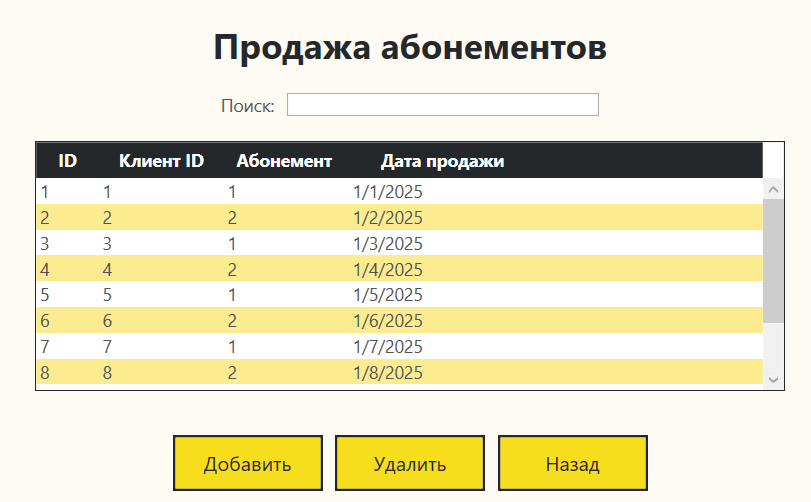 Продажа абонементов
Поиск:
ID Клиент ID Абонемент Дата продажи
1 1 1 1/1/2025
2 2 2 1/2/2025
3 3 1 1/3/2025
4 4 2 1/4/2025
5 5 1 1/5/2025
6 6 2 1/6/2025
7 7 1 1/7/2025
8 8 2 1/8/2025
Добавить Удалить Назад